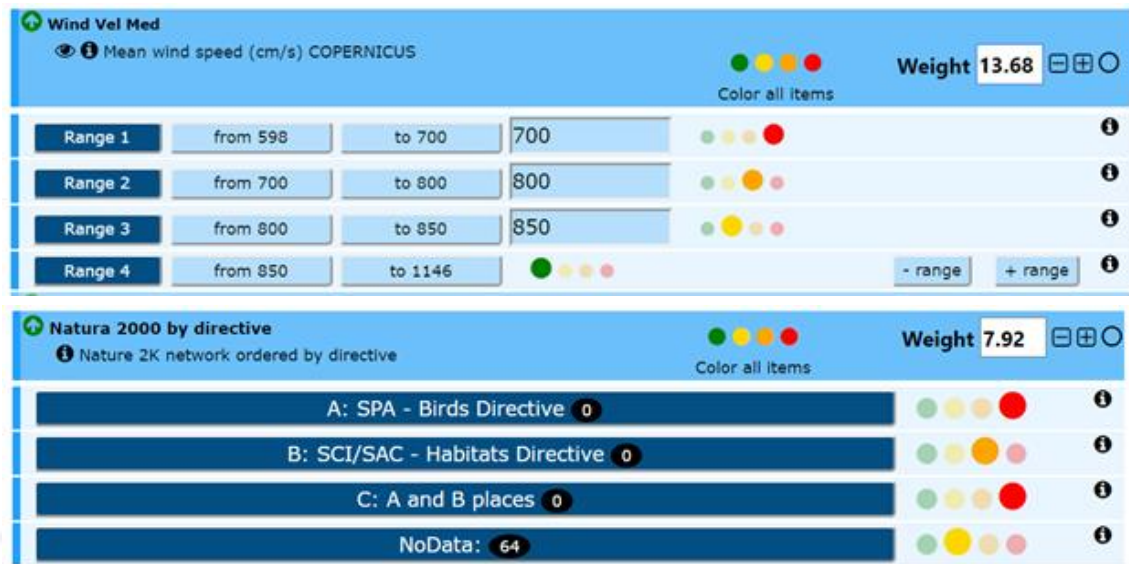 Wind Vel Med
Mean wind speed (cm/s) COPERNICUS
Color all items
Weight 13.68
Range 1 from 598 to 700 700
Range 2 from 700 to 800 800
Range 3 from 800 to 850 850
Range 4 from 850 to 1146 - range + range
Natura 2000 by directive
Nature 2K network ordered by directive
Color all items
Weight 7.92
A: SPA - Birds Directive 0
B: SCI/SAC - Habitats Directive 0
C: A and B places 0
NoData: 64